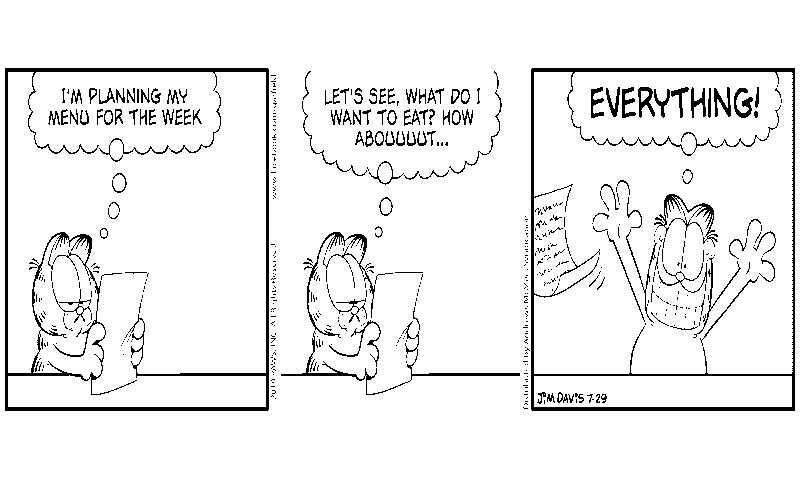 I'M PLANNING MY
MENU FOR THE WEEK
LET'S SEE, WHAT DO I
WANT TO EAT? HOW
ABOUUUUT...
EVERYTHING!
JIM DAVIS 7-29